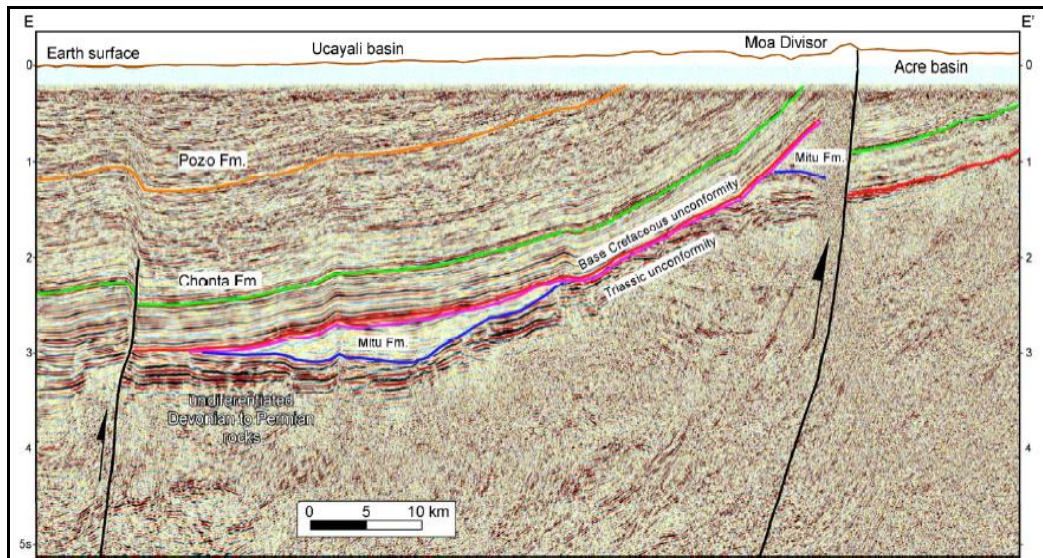 E
E'
Earth surface
Ucayali basin
Moa Divisor
Acre basin
0
0
Pozo Fm.
Mitu Fm.
1
1
Base Cretaceous unconformity
Triassic unconformity
2
2
Chonta Fm.
Mitu Fm.
3
3
undiferentiated
Devonian to Permian
rocks
4
4
0 5 10 km
5s